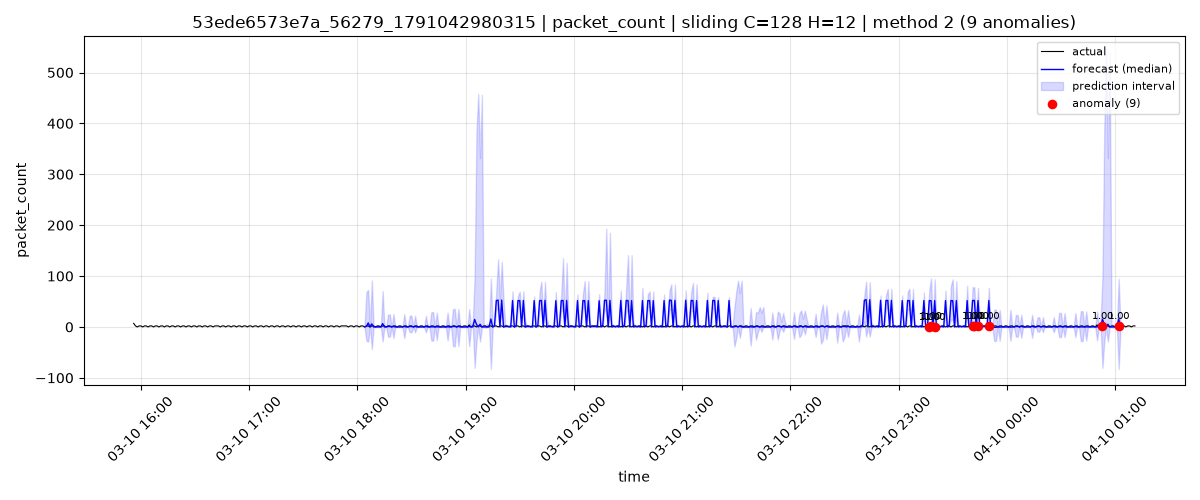 53ede6573e7a_56279_1791042980315 | packet_count | sliding C=128 H=12 | method 2 (9 anomalies)
actual
forecast (median)
prediction interval
anomaly (9)
packet_count
500
400
300
200
100
0
−100
1.00
1.00
03-10 16:00
03-10 17:00
03-10 18:00
03-10 19:00
03-10 20:00
03-10 21:00
03-10 22:00
03-10 23:00
04-10 00:00
04-10 01:00
time